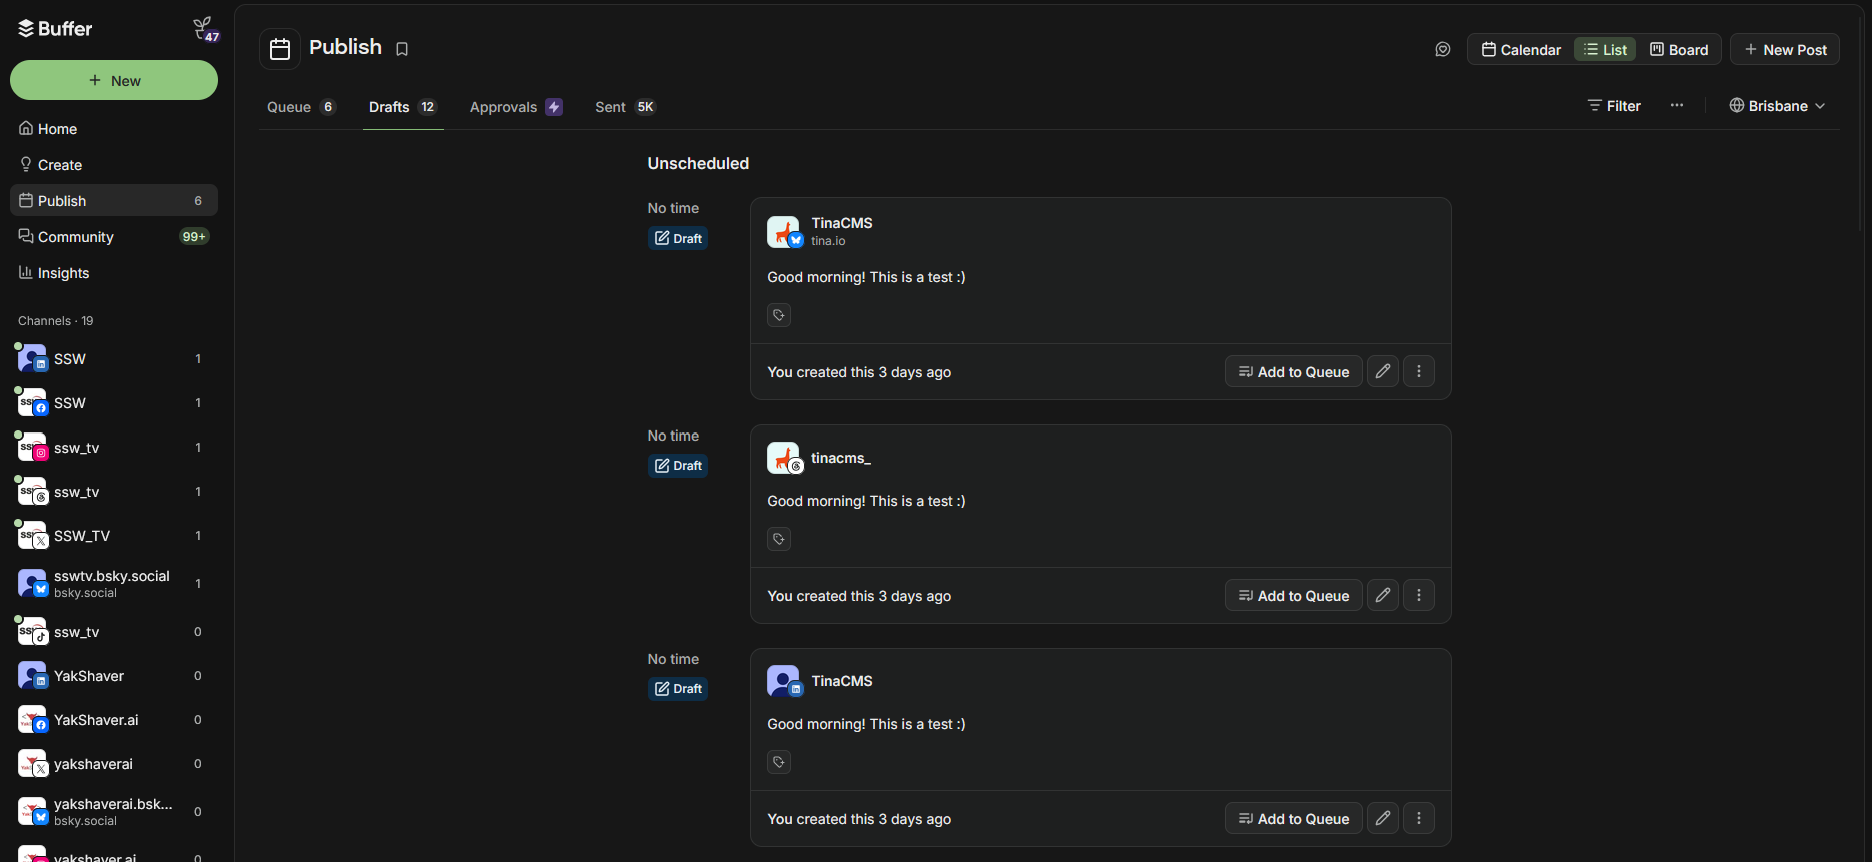 Buffer
47
New
Home
Create
Publish 6
Community 99+
Insights
Channels · 19
SSW 1
SSW 1
ssw_tv 1
ssw_tv 1
SSW_TV 1
sswtv.bsky.social 1
bsky.social
ssw_tv 0
YakShaver 0
YakShaver.ai 0
yakshaverai 0
yakshaverai.bsk... 0
bsky.social
yakshaver.ai 0
Publish
Calendar List Board New Post
Queue 6 Drafts 12 Approvals Sent 5K
Filter Brisbane
Unscheduled
No time
Draft
TinaCMS
tina.io
Good morning! This is a test :)
You created this 3 days ago
Add to Queue
No time
Draft
tinacms_
Good morning! This is a test :)
You created this 3 days ago
Add to Queue
No time
Draft
TinaCMS
Good morning! This is a test :)
You created this 3 days ago
Add to Queue